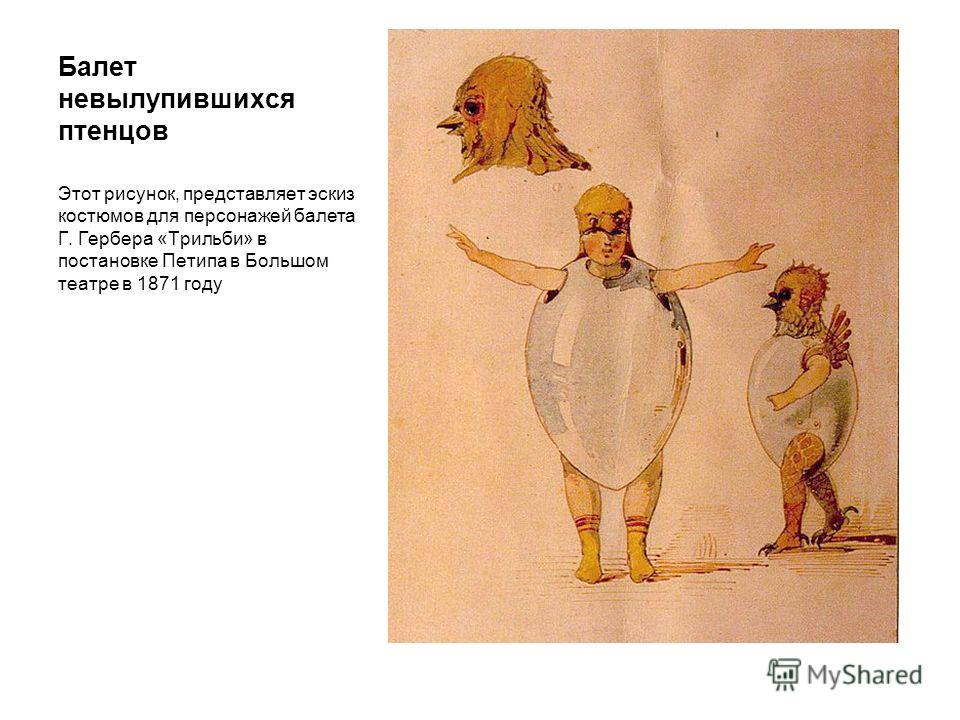 Балет
невылупившихся
птенцов
Этот рисунок, представляет эскиз
костюмов для персонажей балета
Г. Гербера «Трильби» в
постановке Петипа в Большом
театре в 1871 году
MyShared